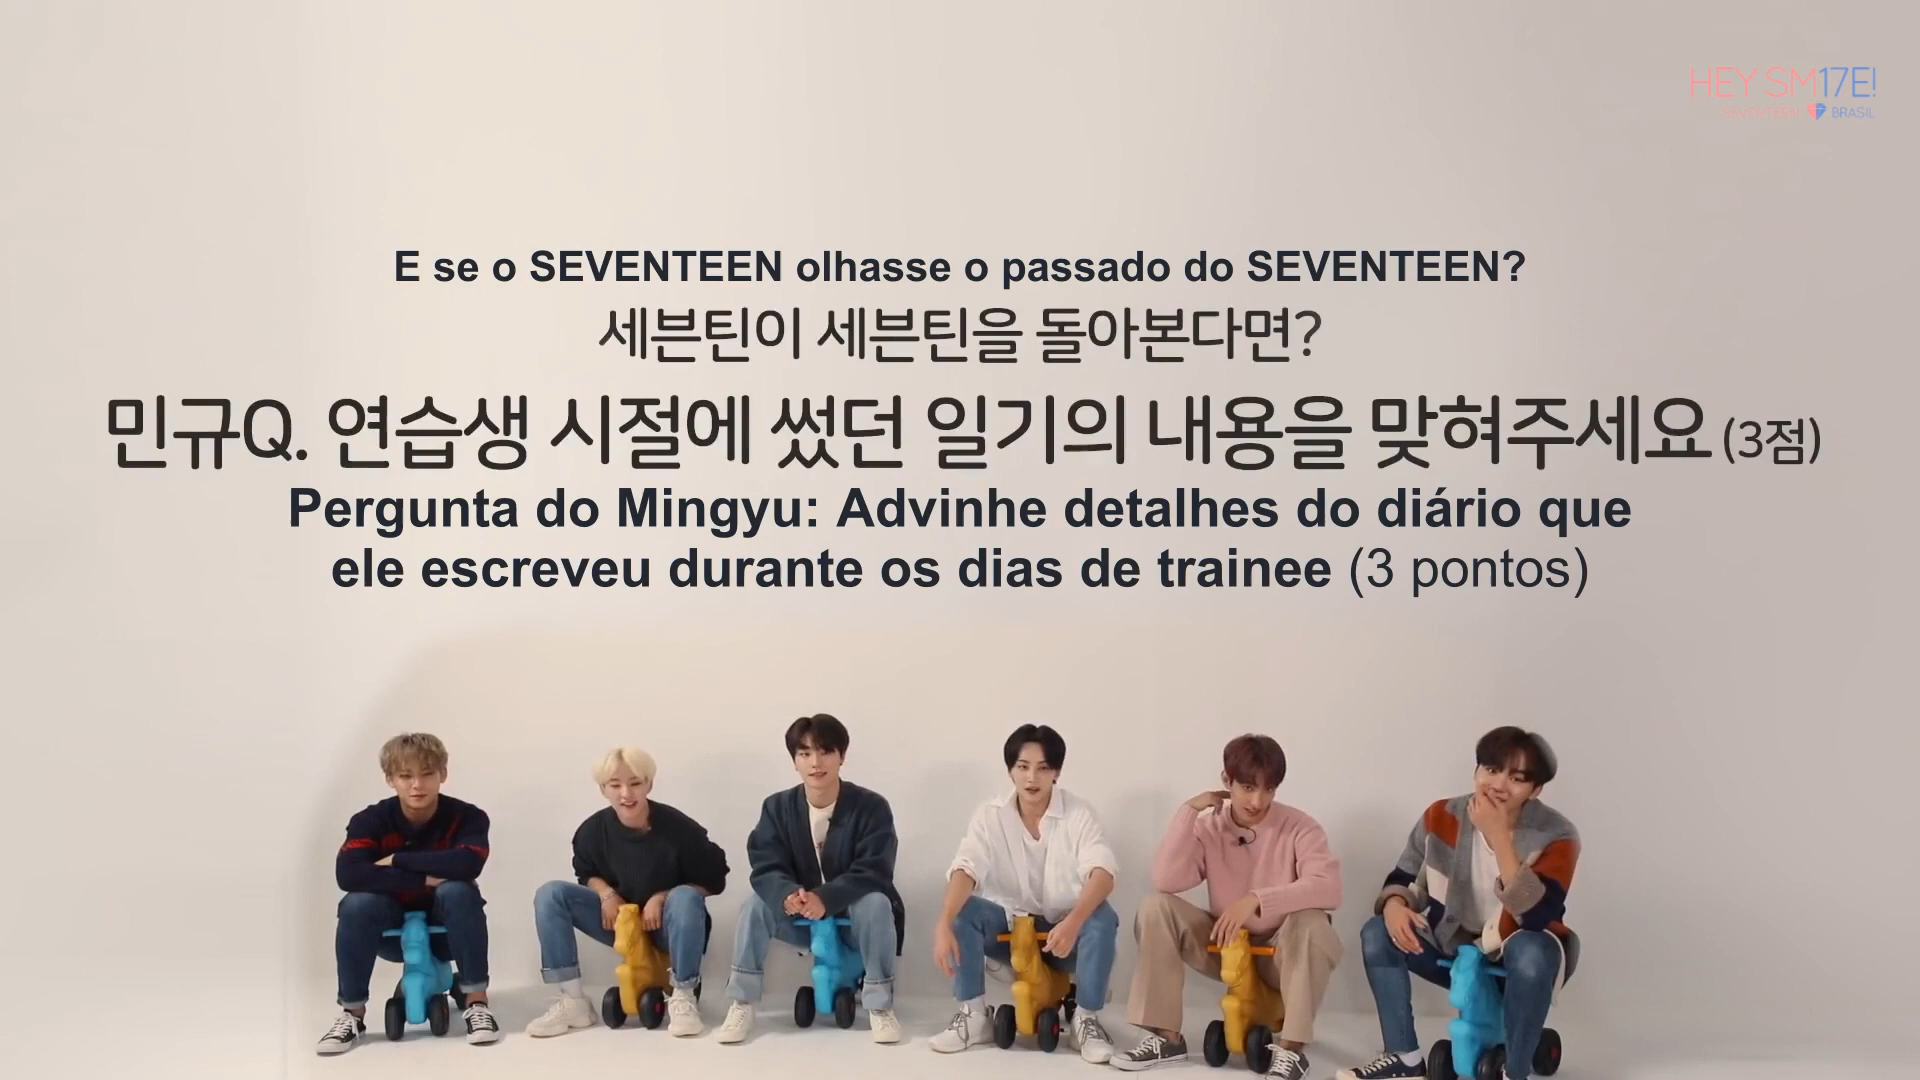 HEY SM17E!
SEVENTEEN BRASIL
E se o SEVENTEEN olhasse o passado do SEVENTEEN?
세븐틴이 세븐틴을 돌아본다면?
민규Q. 연습생 시절에 썼던 일기의 내용을 맞혀주세요 (3점)
Pergunta do Mingyu: Advinhe detalhes do diário que
ele escreveu durante os dias de trainee (3 pontos)